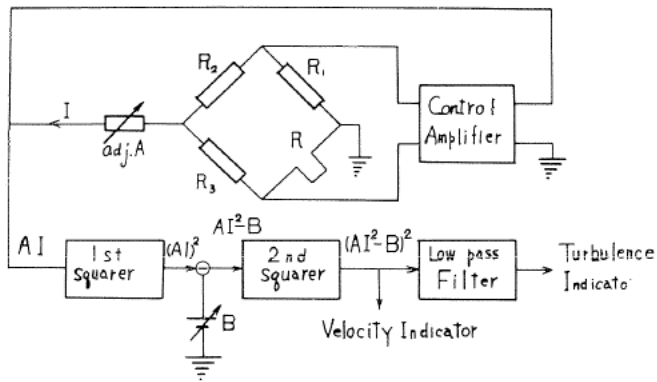 R₂
R₁
I
adj.A
R
R₃
Control
Amplifier
AI
1st
Squarer
(AI)²
AI²-B
2nd
Squarer
(AI²-B)²
Low pass
Filter
Turbulence
Indicato
B
Velocity Indicator